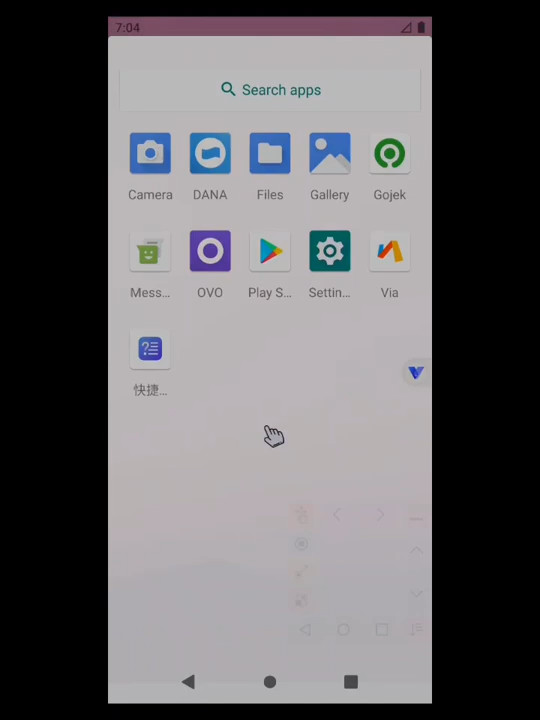 7:04
Search apps
Camera
DANA
Files
Gallery
Gojek
Mess...
OVO
Play S...
Settin...
Via
快捷...